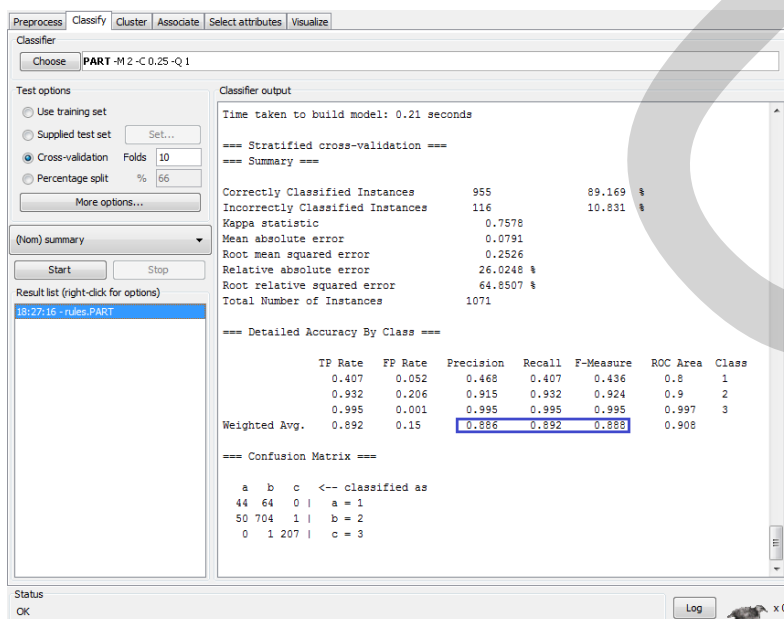 Preprocess Classify Cluster Associate Select attributes Visualize
Classifier
Choose PART -M 2 -C 0.25 -Q 1
Test options
Use training set
Supplied test set Set...
Cross-validation Folds 10
Percentage split % 66
More options...
(Nom) summary
Start Stop
Result list (right-click for options)
18:27:16 - rules.PART
Classifier output
Time taken to build model: 0.21 seconds
=== Stratified cross-validation ===
=== Summary ===
Correctly Classified Instances 955 89.169 %
Incorrectly Classified Instances 116 10.831 %
Kappa statistic 0.7578
Mean absolute error 0.0791
Root mean squared error 0.2526
Relative absolute error 26.0248 %
Root relative squared error 64.8507 %
Total Number of Instances 1071
=== Detailed Accuracy By Class ===
TP Rate FP Rate Precision Recall F-Measure ROC Area Class
0.407 0.052 0.468 0.407 0.436 0.8 1
0.932 0.206 0.915 0.932 0.924 0.9 2
0.995 0.001 0.995 0.995 0.995 0.997 3
Weighted Avg. 0.892 0.15 0.886 0.892 0.888 0.908
=== Confusion Matrix ===
a b c <-- classified as
44 64 0 | a = 1
50 704 1 | b = 2
0 1 207 | c = 3
Status
OK
Log
x 0